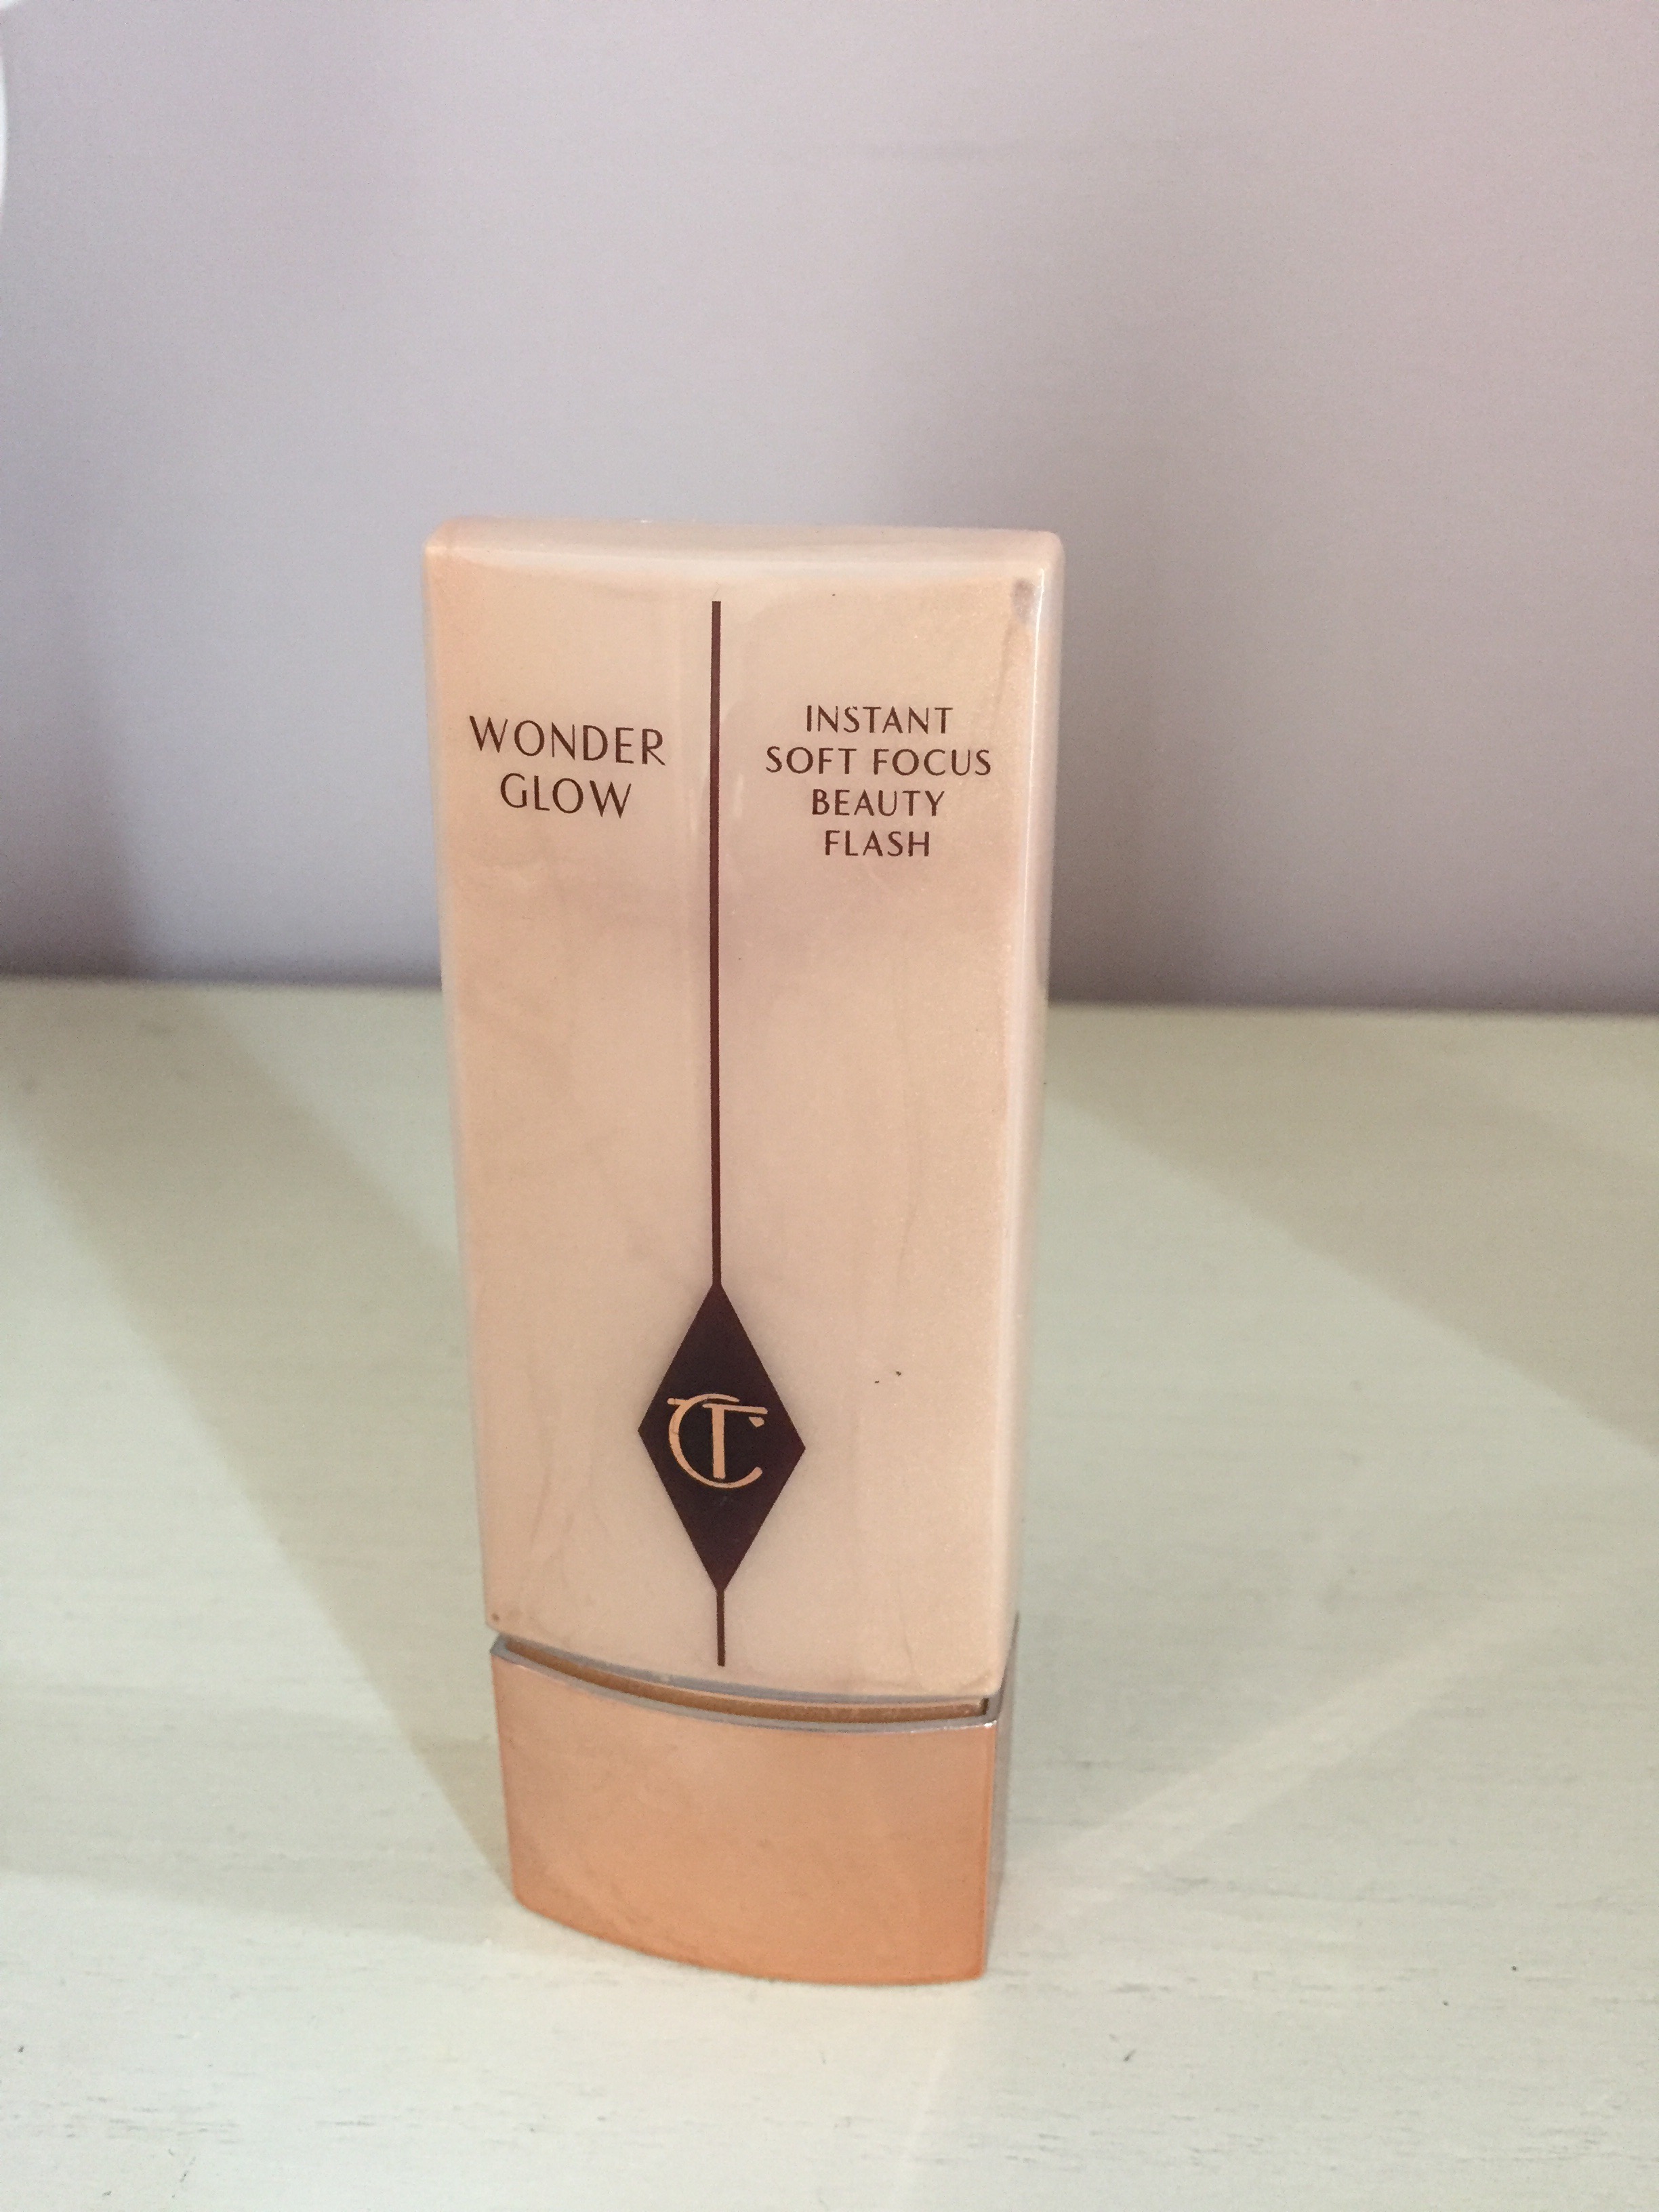 WONDER
GLOW
INSTANT
SOFT FOCUS
BEAUTY
FLASH
CT